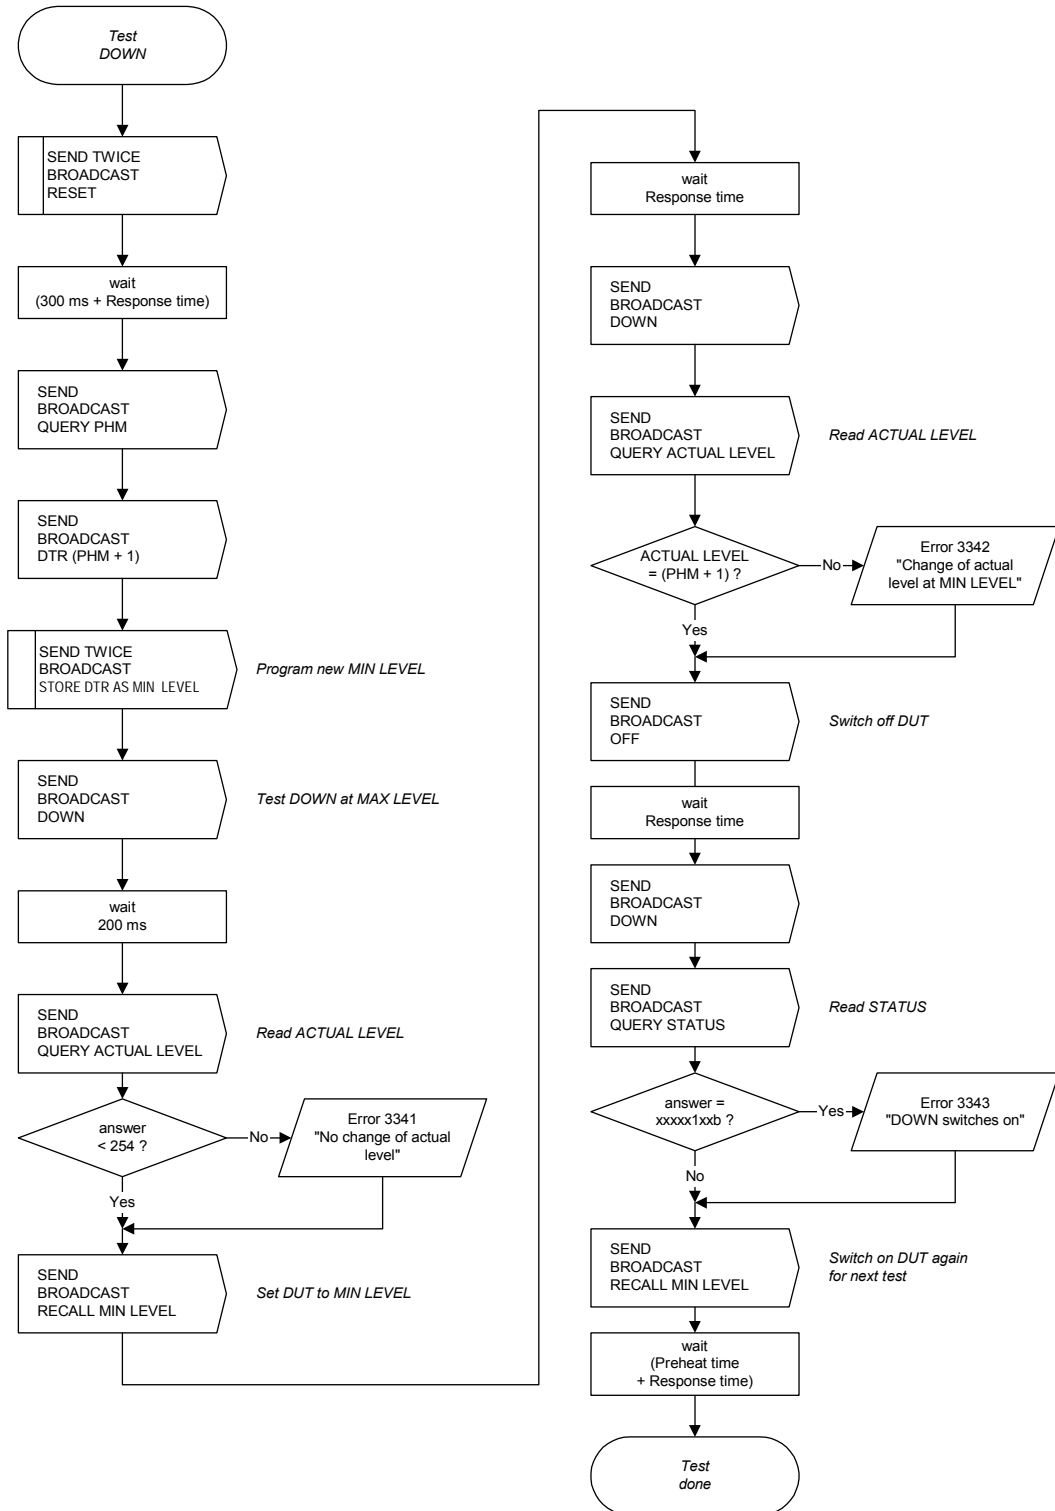 Test
DOWN
SEND TWICE
BROADCAST
RESET
wait
(300 ms + Response time)
SEND
BROADCAST
QUERY PHM
SEND
BROADCAST
DTR (PHM + 1)
SEND TWICE
BROADCAST
STORE DTR AS MIN LEVEL
Program new MIN LEVEL
SEND
BROADCAST
DOWN
Test DOWN at MAX LEVEL
wait
200 ms
SEND
BROADCAST
QUERY ACTUAL LEVEL
Read ACTUAL LEVEL
answer
< 254 ?
No
Error 3341
"No change of actual
level"
Yes
SEND
BROADCAST
RECALL MIN LEVEL
Set DUT to MIN LEVEL
wait
Response time
SEND
BROADCAST
DOWN
SEND
BROADCAST
QUERY ACTUAL LEVEL
Read ACTUAL LEVEL
ACTUAL LEVEL
= (PHM + 1) ?
No
Error 3342
"Change of actual
level at MIN LEVEL"
Yes
SEND
BROADCAST
OFF
Switch off DUT
wait
Response time
SEND
BROADCAST
DOWN
SEND
BROADCAST
QUERY STATUS
Read STATUS
answer =
xxxxx1xxb ?
Yes
Error 3343
"DOWN switches on"
No
SEND
BROADCAST
RECALL MIN LEVEL
Switch on DUT again
for next test
wait
(Preheat time
+ Response time)
Test
done